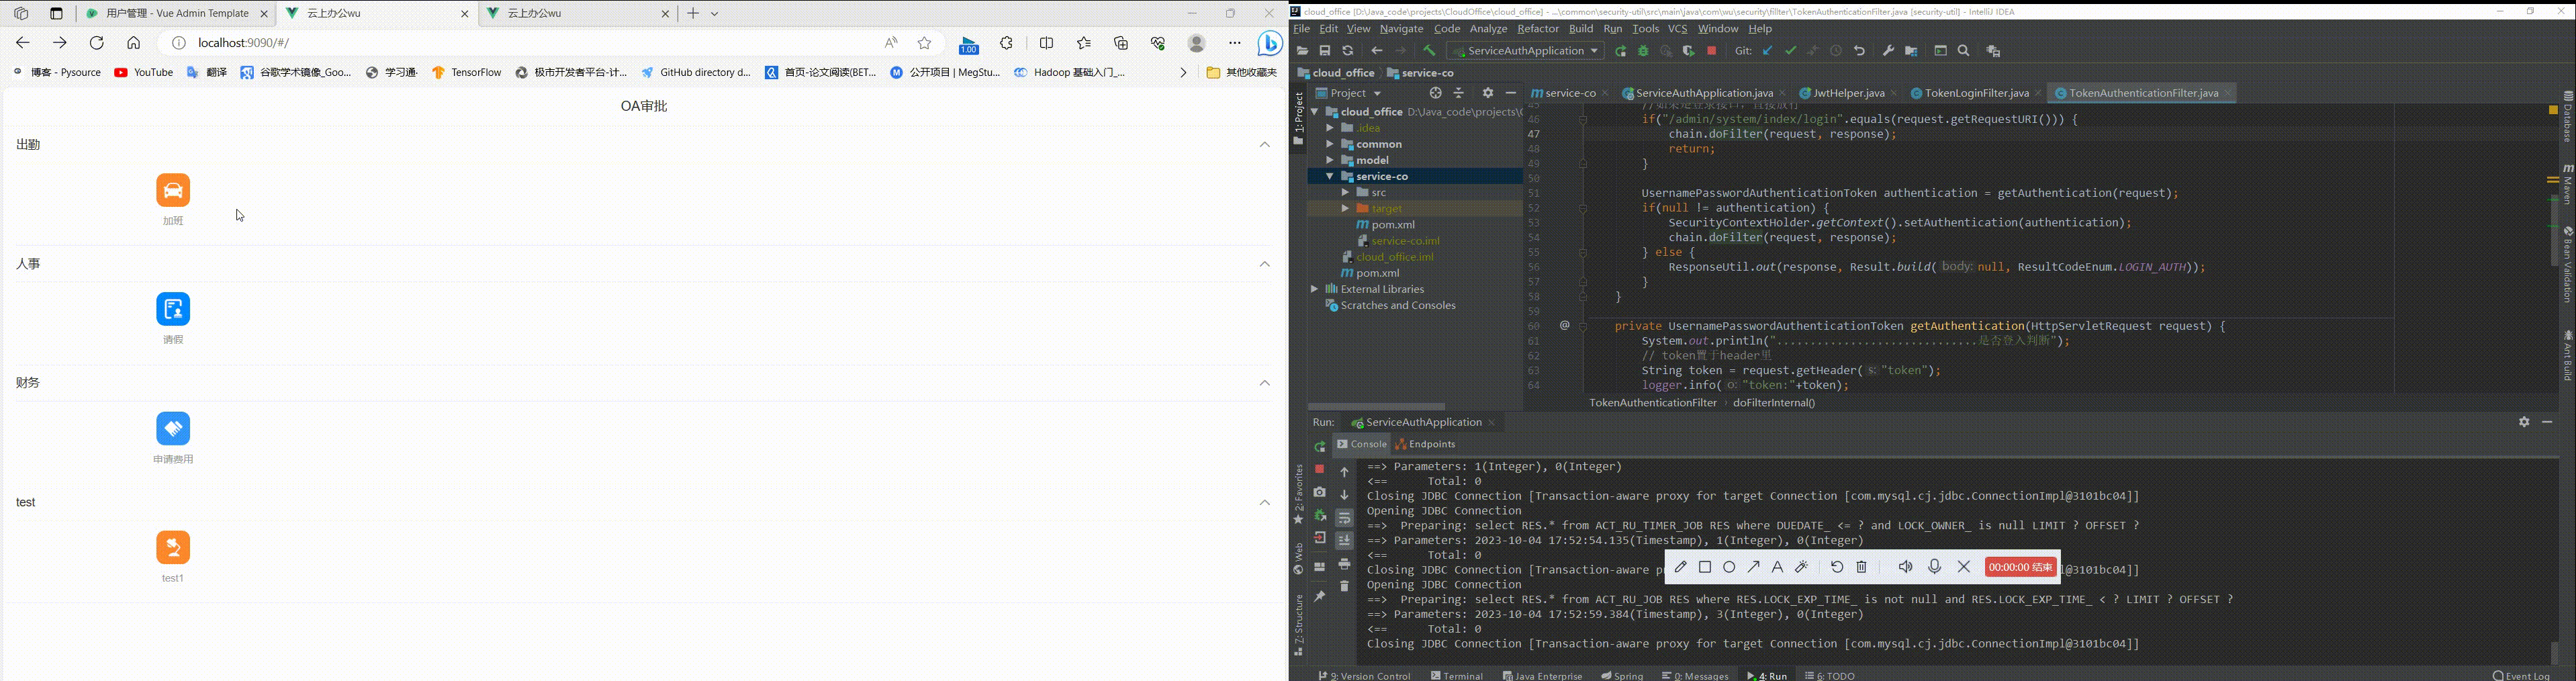 用户管理 - Vue Admin Template
云上办公wu
云上办公wu
localhost:9090/#/
1.00
博客 - Pysource
YouTube
翻译
谷歌学术镜像_Goo...
学习通·
TensorFlow
极市开发者平台-计...
GitHub directory d...
首页-论文阅读(BET...
公开项目 | MegStu...
Hadoop 基础入门_...
其他收藏夹
OA审批
出勤
加班
人事
请假
财务
申请费用
test
test1
cloud_office [D:\Java_code\projects\CloudOffice\cloud_office] - ...\common\security-util\src\main\java\com\wu\security\fillter\TokenAuthenticationFilter.java [security-util] - IntelliJ IDEA
File Edit View Navigate Code Analyze Refactor Build Run Tools VCS Window Help
ServiceAuthApplication
Git:
cloud_office
service-co
1: Project
Project
cloud_office D:\Java_code\projects\C
.idea
common
model
service-co
src
target
pom.xml
service-co.iml
cloud_office.iml
pom.xml
External Libraries
Scratches and Consoles
service-co
ServiceAuthApplication.java
JwtHelper.java
TokenLoginFilter.java
TokenAuthenticationFilter.java
45 //如果是登录接口，直接放行
46 if("/admin/system/index/login".equals(request.getRequestURI())) {
47 chain.doFilter(request, response);
48 return;
49 }
50
51 UsernamePasswordAuthenticationToken authentication = getAuthentication(request);
52 if(null != authentication) {
53 SecurityContextHolder.getContext().setAuthentication(authentication);
54 chain.doFilter(request, response);
55 } else {
56 ResponseUtil.out(response, Result.build( body: null, ResultCodeEnum.LOGIN_AUTH));
57 }
58 }
59
60 @ private UsernamePasswordAuthenticationToken getAuthentication(HttpServletRequest request) {
61 System.out.println("..............................是否登入判断");
62 // token置于header里
63 String token = request.getHeader( s: "token");
64 logger.info( o: "token:"+token);
TokenAuthenticationFilter › doFilterInternal()
Database
Maven
Bean Validation
Ant Build
Run: ServiceAuthApplication
Console
Endpoints
2: Favorites
Web
Z: Structure
==> Parameters: 1(Integer), 0(Integer)
<== Total: 0
Closing JDBC Connection [Transaction-aware proxy for target Connection [com.mysql.cj.jdbc.ConnectionImpl@3101bc04]]
Opening JDBC Connection
==> Preparing: select RES.* from ACT_RU_TIMER_JOB RES where DUEDATE_ <= ? and LOCK_OWNER_ is null LIMIT ? OFFSET ?
==> Parameters: 2023-10-04 17:52:54.135(Timestamp), 1(Integer), 0(Integer)
<== Total: 0
Closing JDBC Connection [Transaction-aware p l@3101bc04]]
00:00:00 结束
Opening JDBC Connection
==> Preparing: select RES.* from ACT_RU_JOB RES where RES.LOCK_EXP_TIME_ is not null and RES.LOCK_EXP_TIME_ < ? LIMIT ? OFFSET ?
==> Parameters: 2023-10-04 17:52:59.384(Timestamp), 3(Integer), 0(Integer)
<== Total: 0
Closing JDBC Connection [Transaction-aware proxy for target Connection [com.mysql.cj.jdbc.ConnectionImpl@3101bc04]]
9: Version Control
Terminal
Java Enterprise
Spring
0: Messages
4: Run
6: TODO
Event Log